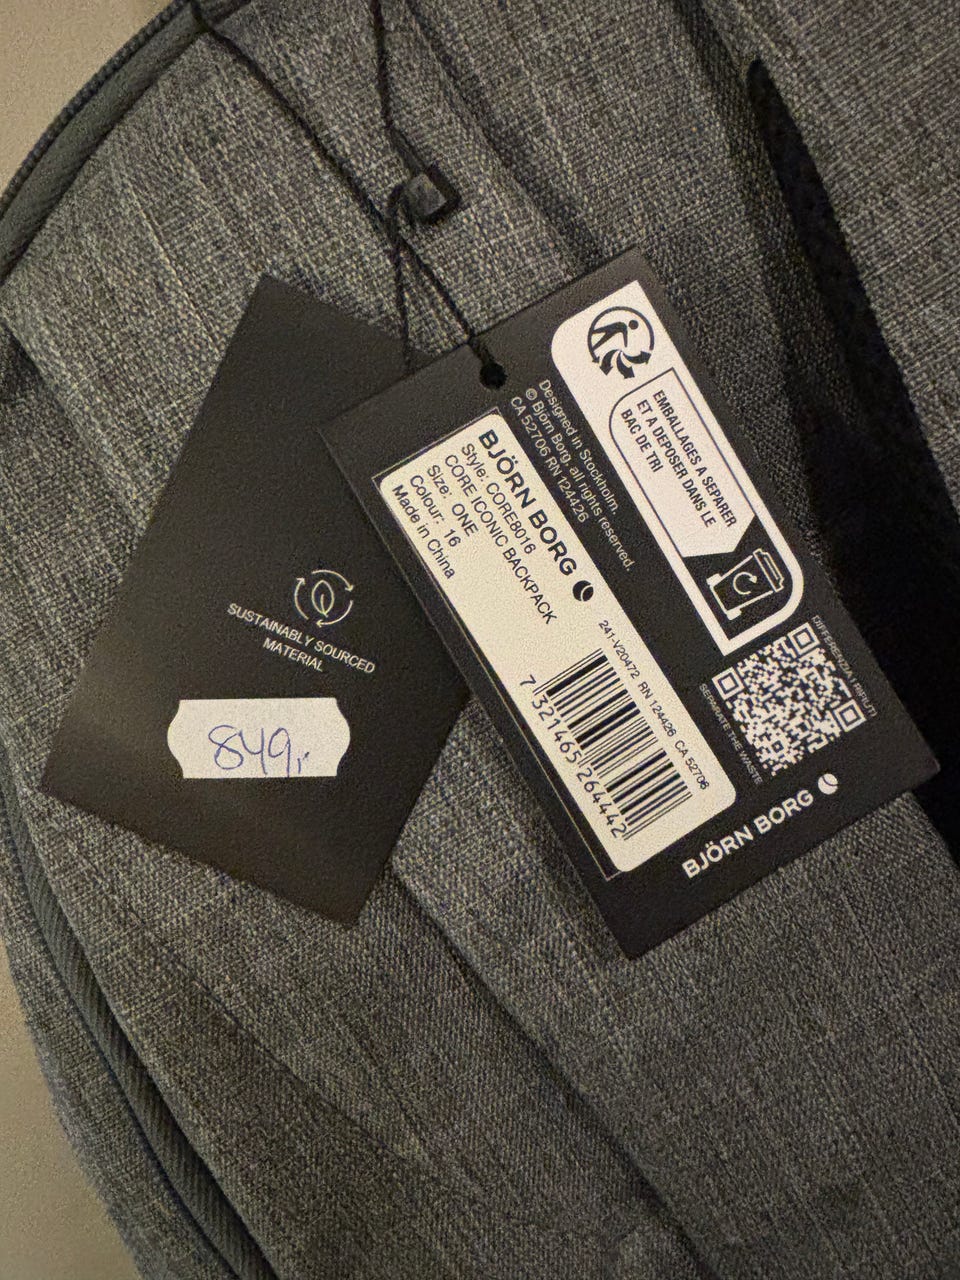 SUSTAINABLY SOURCED
MATERIAL
849,-
EMBALLAGES A SEPARER
ET A DEPOSER DANS LE
BAC DE TRI
Designed in Stockholm.
© Björn Borg, all rights reserved.
CA 52706 RN 124426
BJÖRN BORG
Style: CORE8016
CORE ICONIC BACKPACK
Size: ONE
Colour: 16
Made in China
241-V20472 RN 124426 CA 52706
7 321465 264442
DIFFERENZIA I RIFIUTI
SEPARATE THE WASTE
BJÖRN BORG